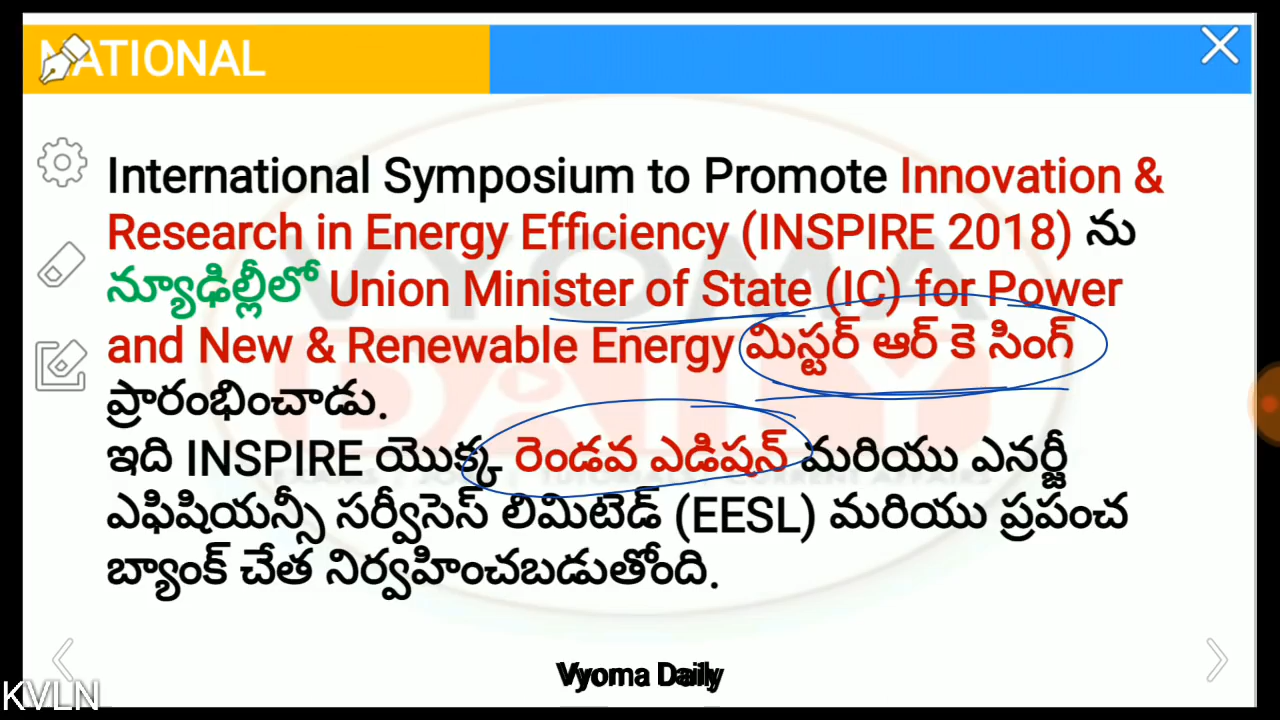 NATIONAL
International Symposium to Promote Innovation &
Research in Energy Efficiency (INSPIRE 2018) ను
న్యూఢిల్లీలో Union Minister of State (IC) for Power
and New & Renewable Energy మిస్టర్ ఆర్ కె సింగ్
ప్రారంభించాడు.
ఇది INSPIRE యొక్క రెండవ ఎడిషన్ మరియు ఎనర్జీ
ఎఫిషియన్సీ సర్వీసెస్ లిమిటెడ్ (EESL) మరియు ప్రపంచ
బ్యాంక్ చేత నిర్వహించబడుతోంది.
Vyoma Daily
KVLN